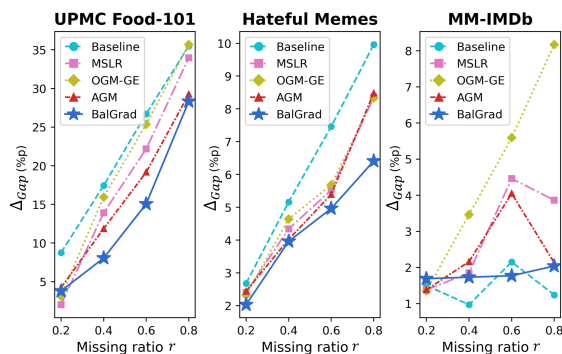 UPMC Food-101
Δ_Gap (%p)
35
30
25
20
15
10
5
Baseline
MSLR
OGM-GE
AGM
BalGrad
0.2 0.4 0.6 0.8
Missing ratio r
Hateful Memes
Δ_Gap (%p)
10
9
8
7
6
5
4
3
2
Baseline
MSLR
OGM-GE
AGM
BalGrad
0.2 0.4 0.6 0.8
Missing ratio r
MM-IMDb
Δ_Gap (%p)
8
7
6
5
4
3
2
1
Baseline
MSLR
OGM-GE
AGM
BalGrad
0.2 0.4 0.6 0.8
Missing ratio r